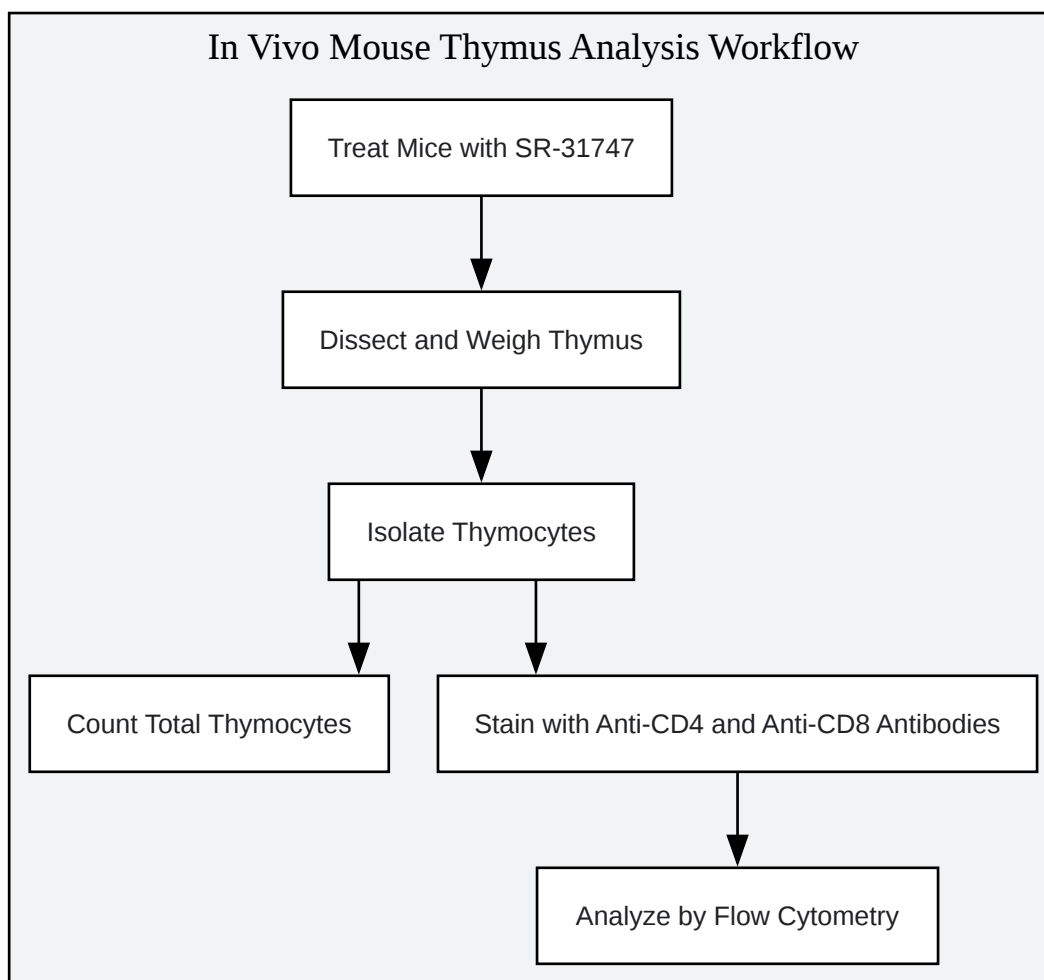 In Vivo Mouse Thymus Analysis Workflow
Treat Mice with SR-31747
Dissect and Weigh Thymus
Isolate Thymocytes
Count Total Thymocytes
Stain with Anti-CD4 and Anti-CD8 Antibodies
Analyze by Flow Cytometry